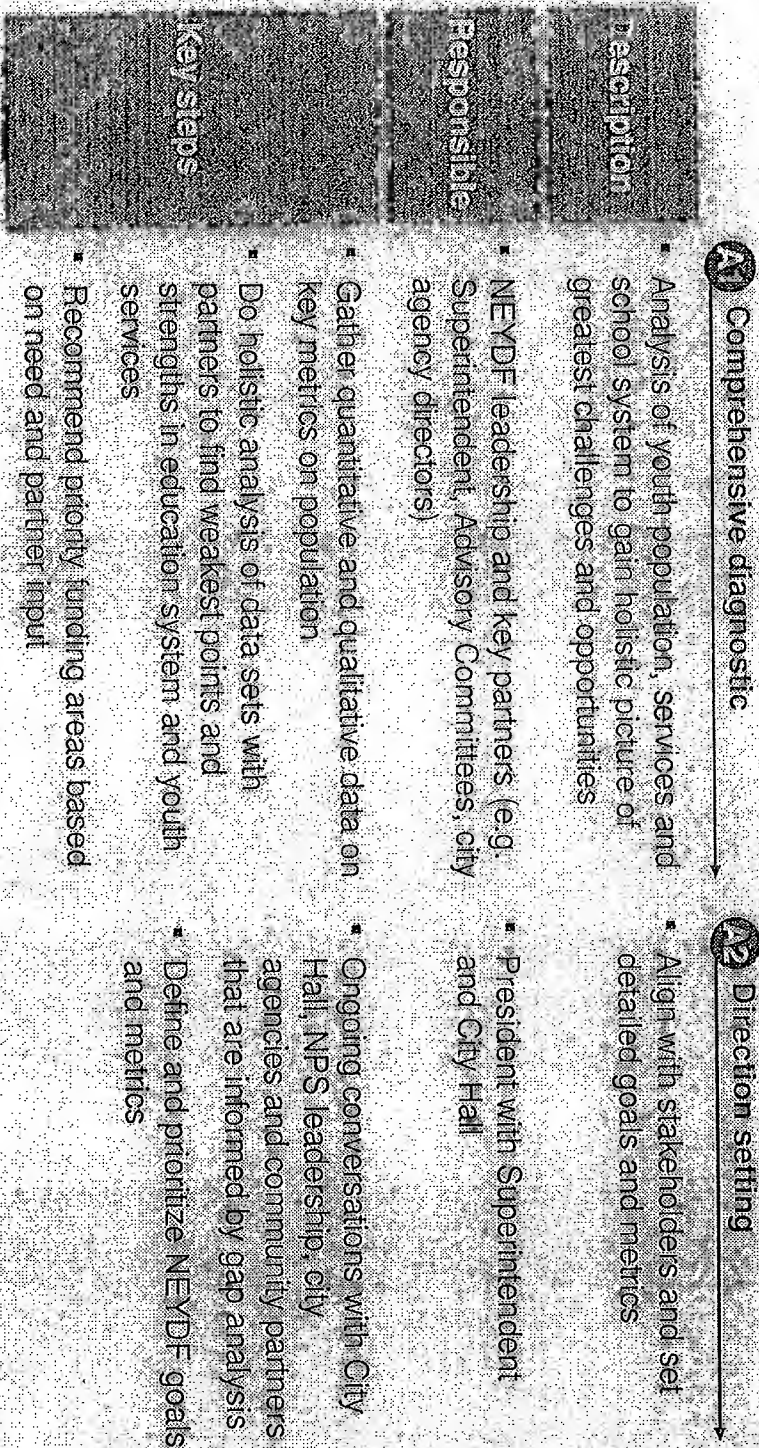 A1 Comprehensive diagnostic
A2 Direction setting
Description
▪ Analysis of youth population, services and
school system to gain holistic picture of
greatest challenges and opportunities
▪ Align with stakeholders and set
detailed goals and metrics
Responsible
▪ NEYDF leadership and key partners (e.g.
Superintendent, Advisory Committees, city
agency directors)
▪ President with Superintendent
and City Hall
Key steps
▪ Gather quantitative and qualitative data on
key metrics on population
▪ Do holistic analysis of data sets with
partners to find weakest points and
strengths in education system and youth
services
▪ Recommend priority funding areas based
on need and partner input
▪ Ongoing conversations with City
Hall, NPS leadership, city
agencies and community partners
that are informed by gap analysis
▪ Define and prioritize NEYDF goals
and metrics